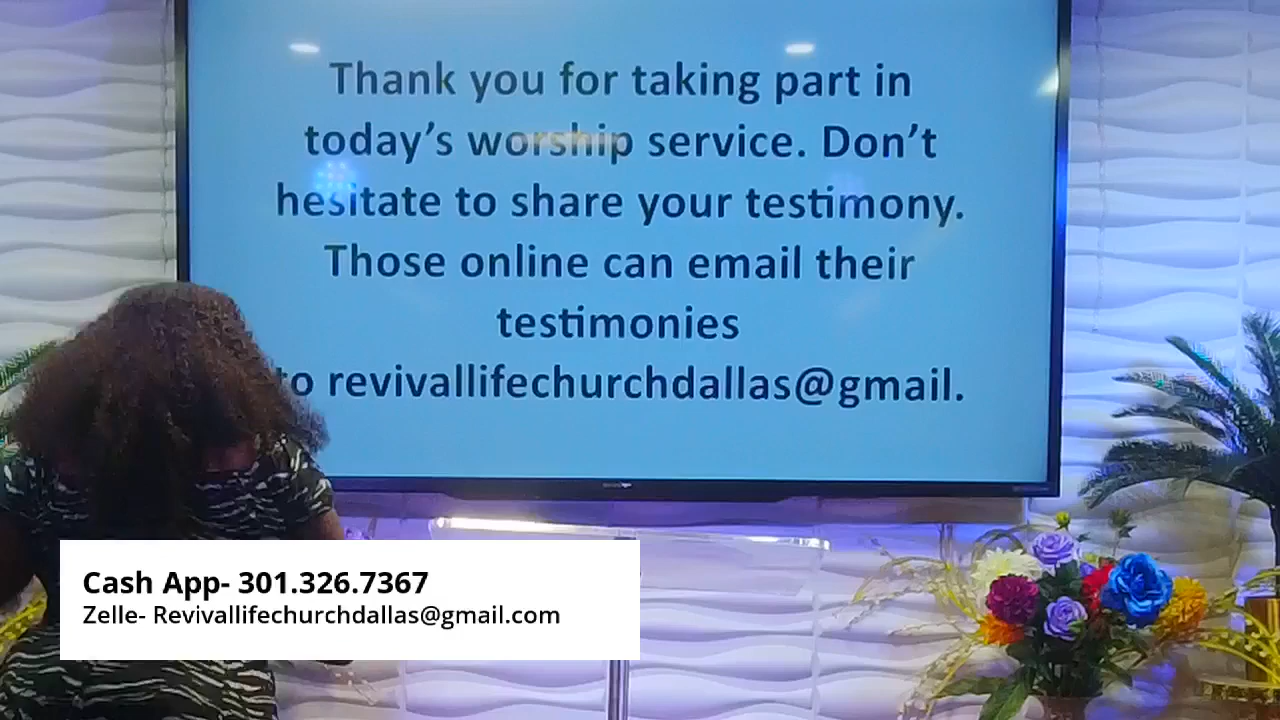 Thank you for taking part in
today’s worship service. Don’t
hesitate to share your testimony.
Those online can email their
testimonies
to revivallifechurchdallas@gmail.
Cash App- 301.326.7367
Zelle- Revivallifechurchdallas@gmail.com